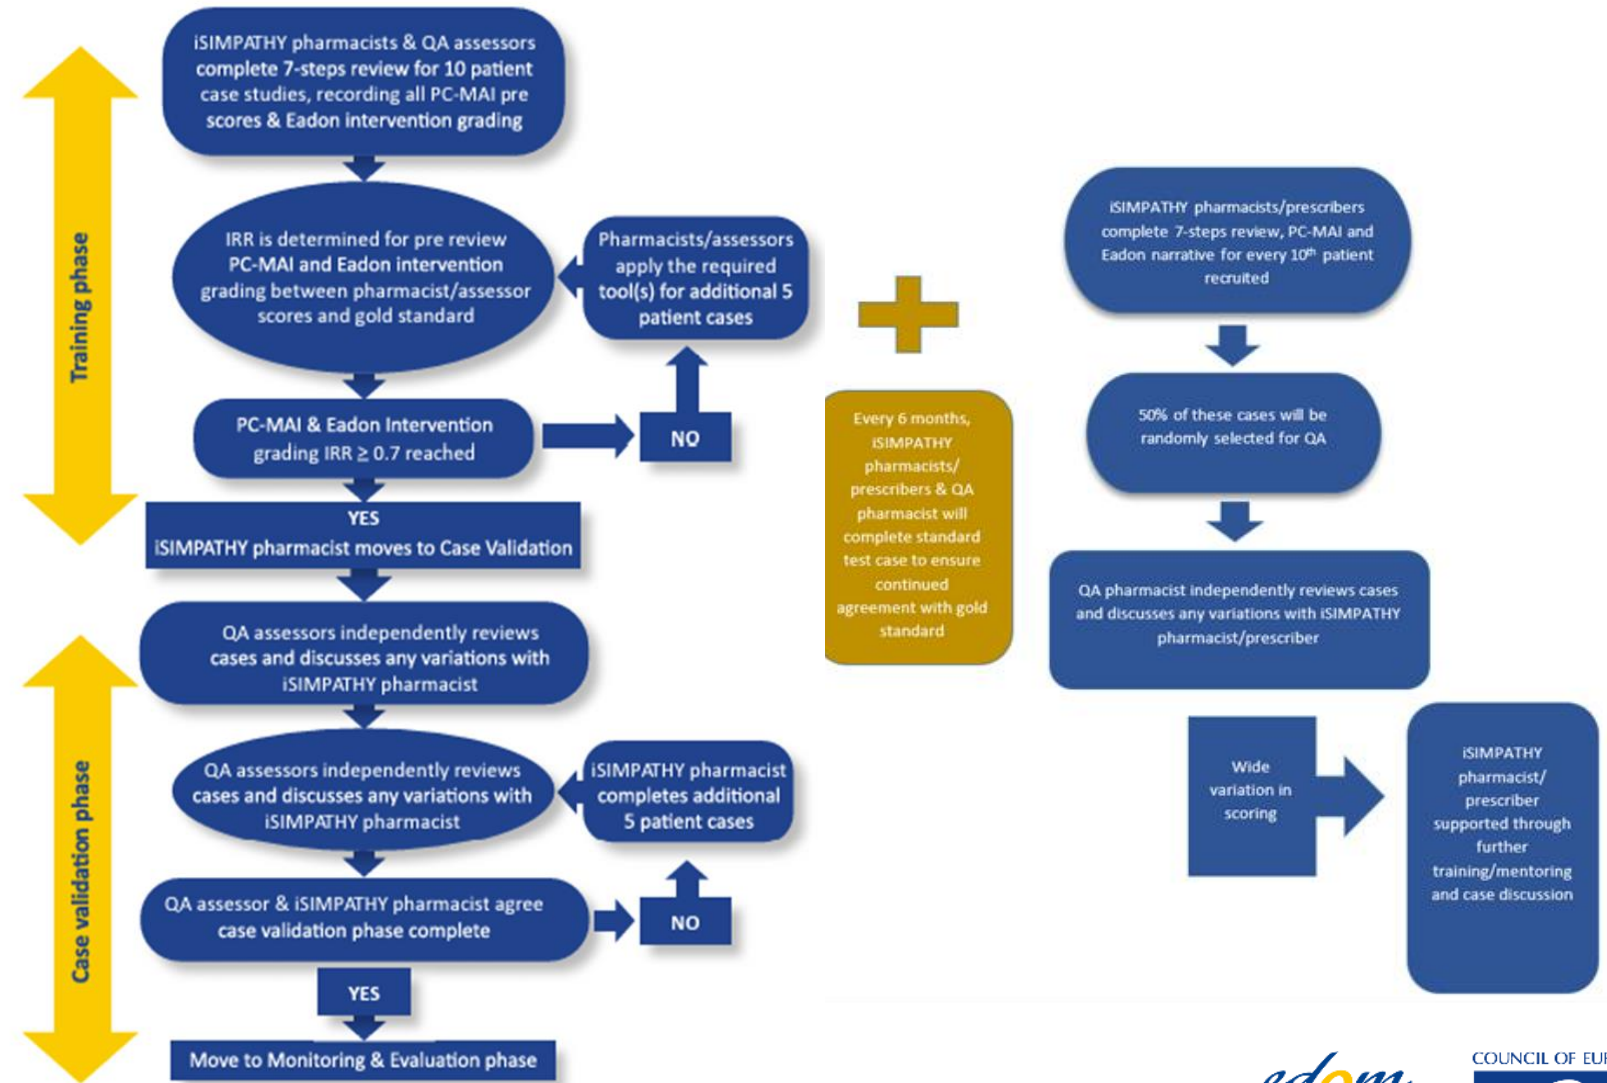 Training phase
iSIMPATHY pharmacists & QA assessors
complete 7-steps review for 10 patient
case studies, recording all PC-MAI pre
scores & Eadon intervention grading
IRR is determined for pre review
PC-MAI and Eadon intervention
grading between pharmacist/assessor
scores and gold standard
Pharmacists/assessors
apply the required
tool(s) for additional 5
patient cases
PC-MAI & Eadon Intervention
grading IRR ≥ 0.7 reached
NO
YES
iSIMPATHY pharmacist moves to Case Validation
Case validation phase
QA assessors independently reviews
cases and discusses any variations with
iSIMPATHY pharmacist
QA assessors independently reviews
cases and discusses any variations with
iSIMPATHY pharmacist
iSIMPATHY pharmacist
completes additional
5 patient cases
QA assessor & iSIMPATHY pharmacist agree
case validation phase complete
NO
YES
Move to Monitoring & Evaluation phase
Every 6 months,
iSIMPATHY
pharmacists/
prescribers & QA
pharmacist will
complete standard
test case to ensure
continued
agreement with gold
standard
iSIMPATHY pharmacists/prescribers
complete 7-steps review, PC-MAI and
Eadon narrative for every 10th patient
recruited
50% of these cases will be
randomly selected for QA
QA pharmacist independently reviews cases
and discusses any variations with iSIMPATHY
pharmacist/prescriber
Wide
variation in
scoring
iSIMPATHY
pharmacist/
prescriber
supported through
further
training/mentoring
and case discussion
edqm
COUNCIL OF EUR